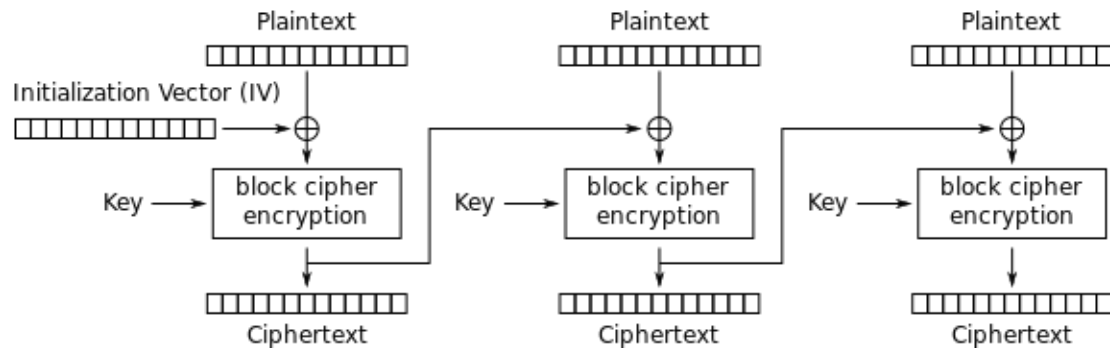 Plaintext
Plaintext
Plaintext
Initialization Vector (IV)
Key
block cipher
encryption
Key
block cipher
encryption
Key
block cipher
encryption
Ciphertext
Ciphertext
Ciphertext